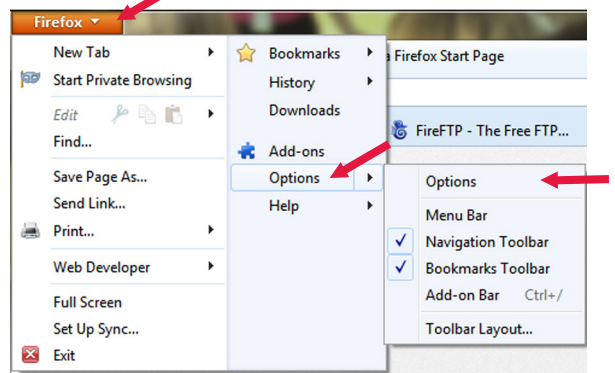 Firefox
New Tab
Start Private Browsing
Edit
Find...
Save Page As...
Send Link...
Print...
Web Developer
Full Screen
Set Up Sync...
Exit
Bookmarks
History
Downloads
Add-ons
Options
Help
a Firefox Start Page
FireFTP - The Free FTP...
Options
Menu Bar
Navigation Toolbar
Bookmarks Toolbar
Add-on Bar Ctrl+/
Toolbar Layout...